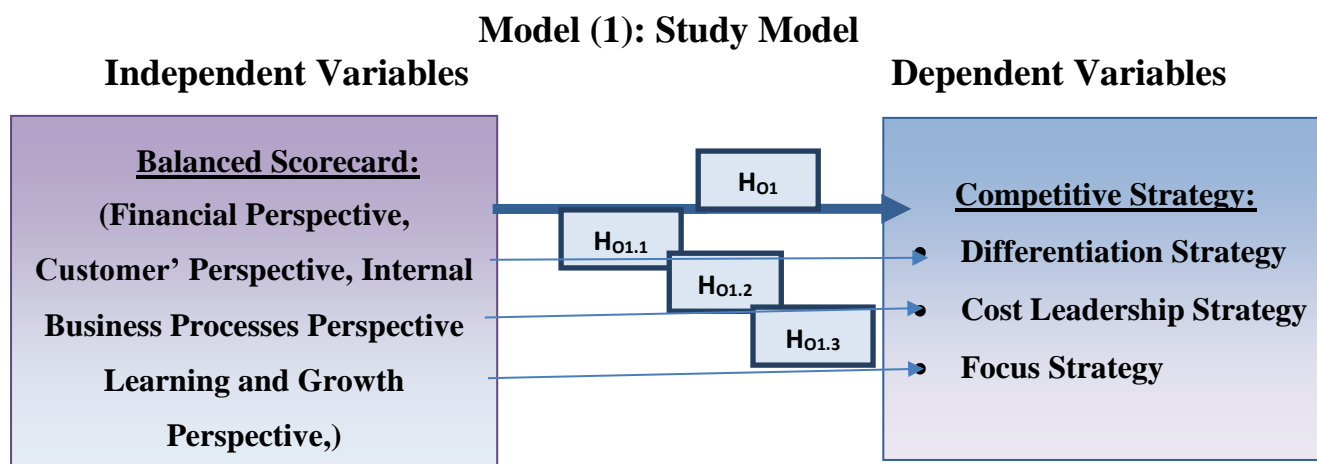 Model (1): Study Model
Independent Variables
Dependent Variables
Balanced Scorecard:
(Financial Perspective,
Customer’ Perspective, Internal
Business Processes Perspective
Learning and Growth
Perspective,)
HO1
HO1.1
HO1.2
HO1.3
Competitive Strategy:
• Differentiation Strategy
• Cost Leadership Strategy
• Focus Strategy